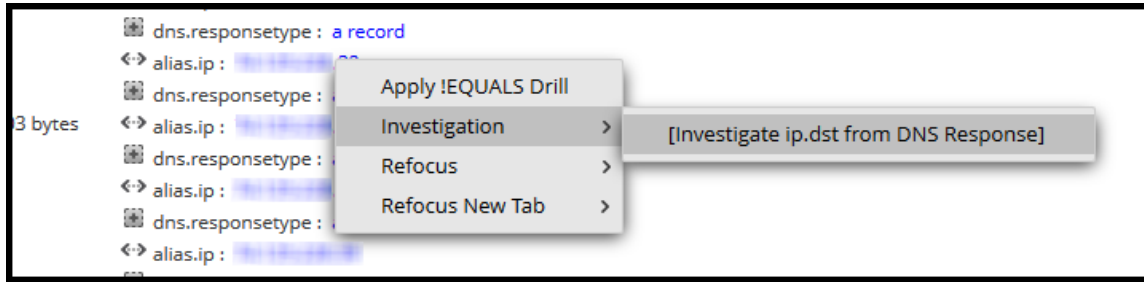 dns.responsetype : a record
alias.ip :
dns.responsetype :
03 bytes alias.ip :
dns.responsetype :
alias.ip :
dns.responsetype :
alias.ip :
Apply !EQUALS Drill
Investigation
Refocus
Refocus New Tab
[Investigate ip.dst from DNS Response]